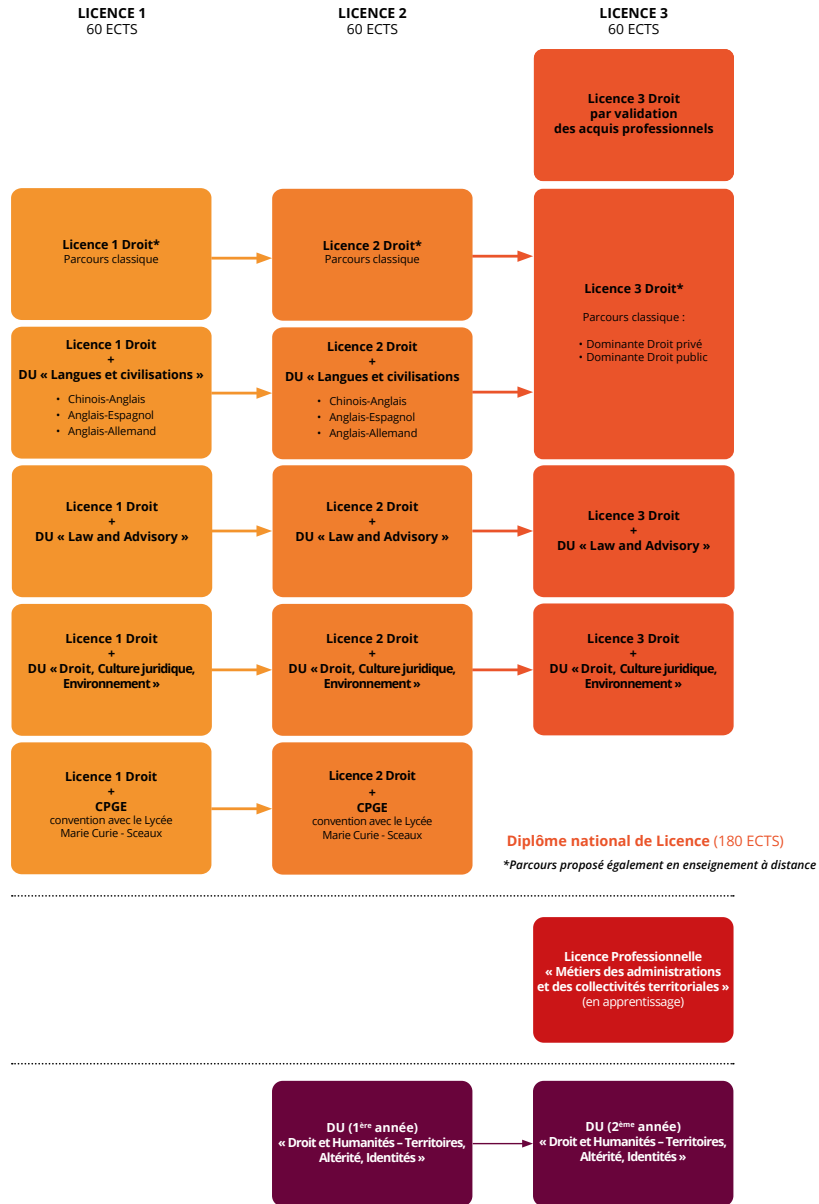 LICENCE 1
60 ECTS
LICENCE 2
60 ECTS
LICENCE 3
60 ECTS
Licence 3 Droit
par validation
des acquis professionnels
Licence 1 Droit*
Parcours classique
Licence 2 Droit*
Parcours classique
Licence 3 Droit*
Parcours classique :
• Dominante Droit privé
• Dominante Droit public
Licence 1 Droit
+
DU « Langues et civilisations »
• Chinois-Anglais
• Anglais-Espagnol
• Anglais-Allemand
Licence 2 Droit
+
DU « Langues et civilisations
• Chinois-Anglais
• Anglais-Espagnol
• Anglais-Allemand
Licence 1 Droit
+
DU « Law and Advisory »
Licence 2 Droit
+
DU « Law and Advisory »
Licence 3 Droit
+
DU « Law and Advisory »
Licence 1 Droit
+
DU « Droit, Culture juridique,
Environnement »
Licence 2 Droit
+
DU « Droit, Culture juridique,
Environnement »
Licence 3 Droit
+
DU « Droit, Culture juridique,
Environnement »
Licence 1 Droit
+
CPGE
convention avec le Lycée
Marie Curie - Sceaux
Licence 2 Droit
+
CPGE
convention avec le Lycée
Marie Curie - Sceaux
Diplôme national de Licence (180 ECTS)
*Parcours proposé également en enseignement à distance
Licence Professionnelle
« Métiers des administrations
et des collectivités territoriales »
(en apprentissage)
DU (1ère année)
« Droit et Humanités – Territoires,
Altérité, Identités »
DU (2ème année)
« Droit et Humanités – Territoires,
Altérité, Identités »